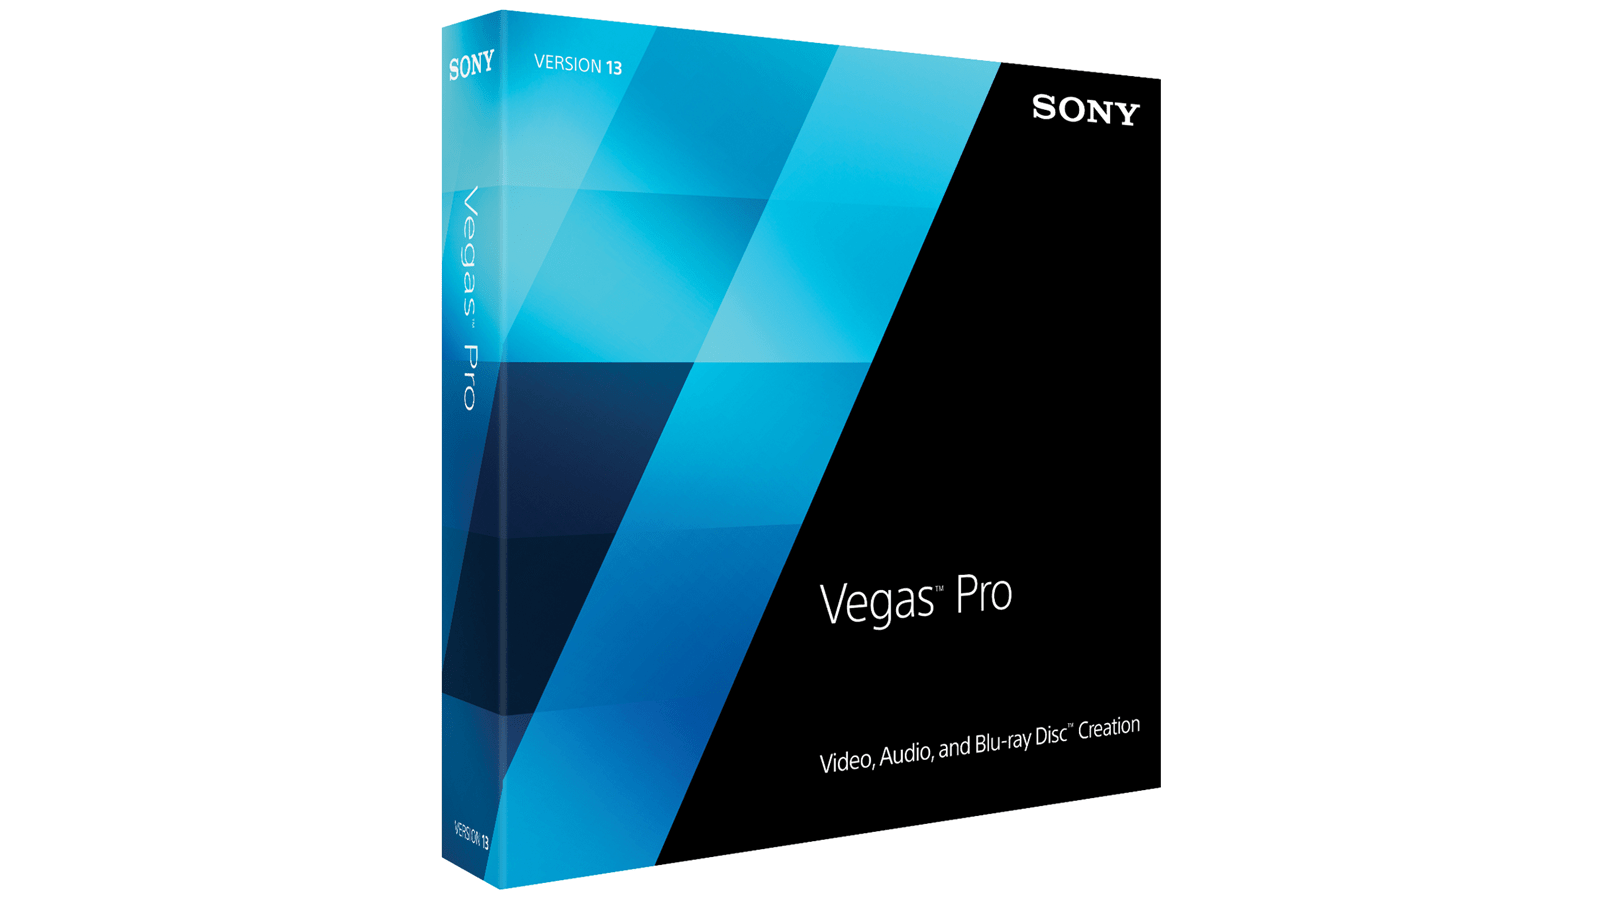 SONY
Vegas™ Pro
VERSION 13
VERSION 13
SONY
Vegas™ Pro
Video, Audio, and Blu-ray Disc™ Creation